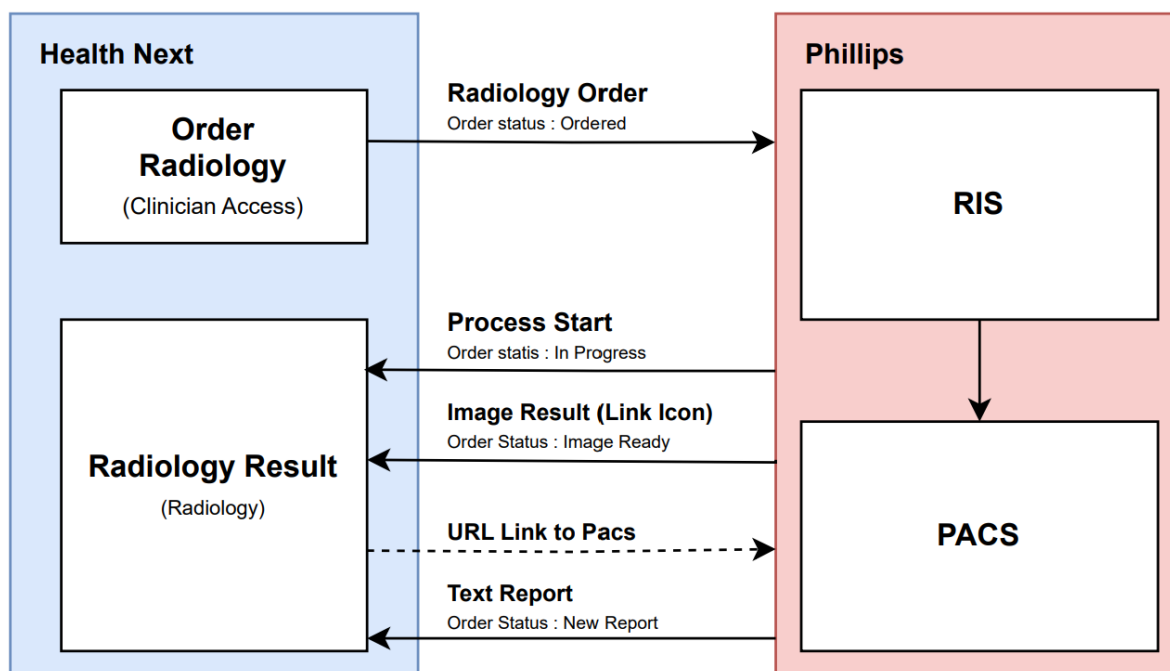 Health Next
Order
Radiology
(Clinician Access)
Radiology Order
Order status : Ordered
Phillips
RIS
Process Start
Order statis : In Progress
Image Result (Link Icon)
Order Status : Image Ready
Radiology Result
(Radiology)
URL Link to Pacs
Text Report
Order Status : New Report
PACS